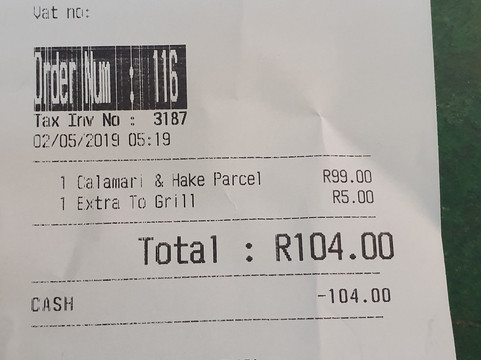 Vat no:
Order Num : 116
Tax Inv No : 3187
02/05/2019 05:19
1 Calamari & Hake Parcel R99.00
1 Extra To Grill R5.00
Total : R104.00
CASH -104.00